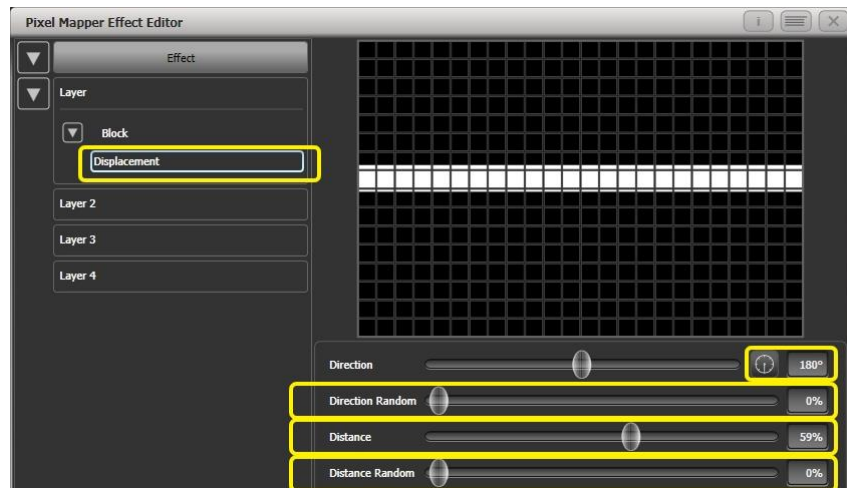 Pixel Mapper Effect Editor
i
Effect
Layer
Block
Displacement
Layer 2
Layer 3
Layer 4
Direction 180°
Direction Random 0%
Distance 59%
Distance Random 0%